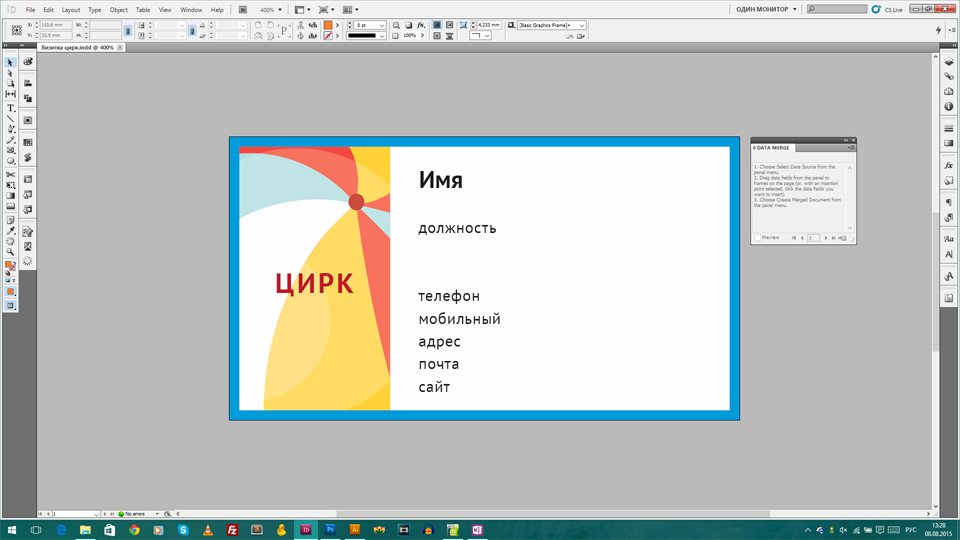 File Edit Layout Type Object Table View Window Help 400% ОДИН МОНИТОР CS Live
X: 110.6 mm W: 0 pt 4.233 mm [Basic Graphics Frame]+
Y: 33.9 mm H: 100%
Визитка цирк.indd @ 400%
DATA MERGE
1. Choose Select Data Source from the
panel menu.
2. Drag data fields from the panel to
frames on the page (or, with an insertion
point selected, click the data fields you
want to insert).
3. Choose Create Merged Document from
the panel menu.
Preview 1
Имя
должность
ЦИРК
телефон
мобильный
адрес
почта
сайт
1 No errors
РУС 13:28
08.08.2015